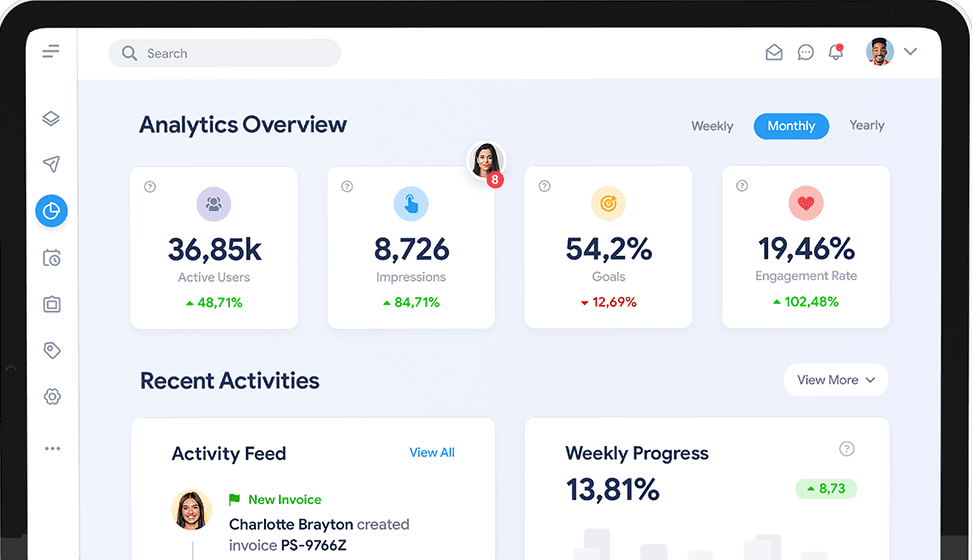 Search
Analytics Overview
Weekly
Monthly
Yearly
8
?
36,85k
Active Users
48,71%
?
8,726
Impressions
84,71%
?
54,2%
Goals
12,69%
?
19,46%
Engagement Rate
102,48%
Recent Activities
View More
Activity Feed
View All
New Invoice
Charlotte Brayton created
invoice PS-9766Z
Weekly Progress
?
13,81%
8,73